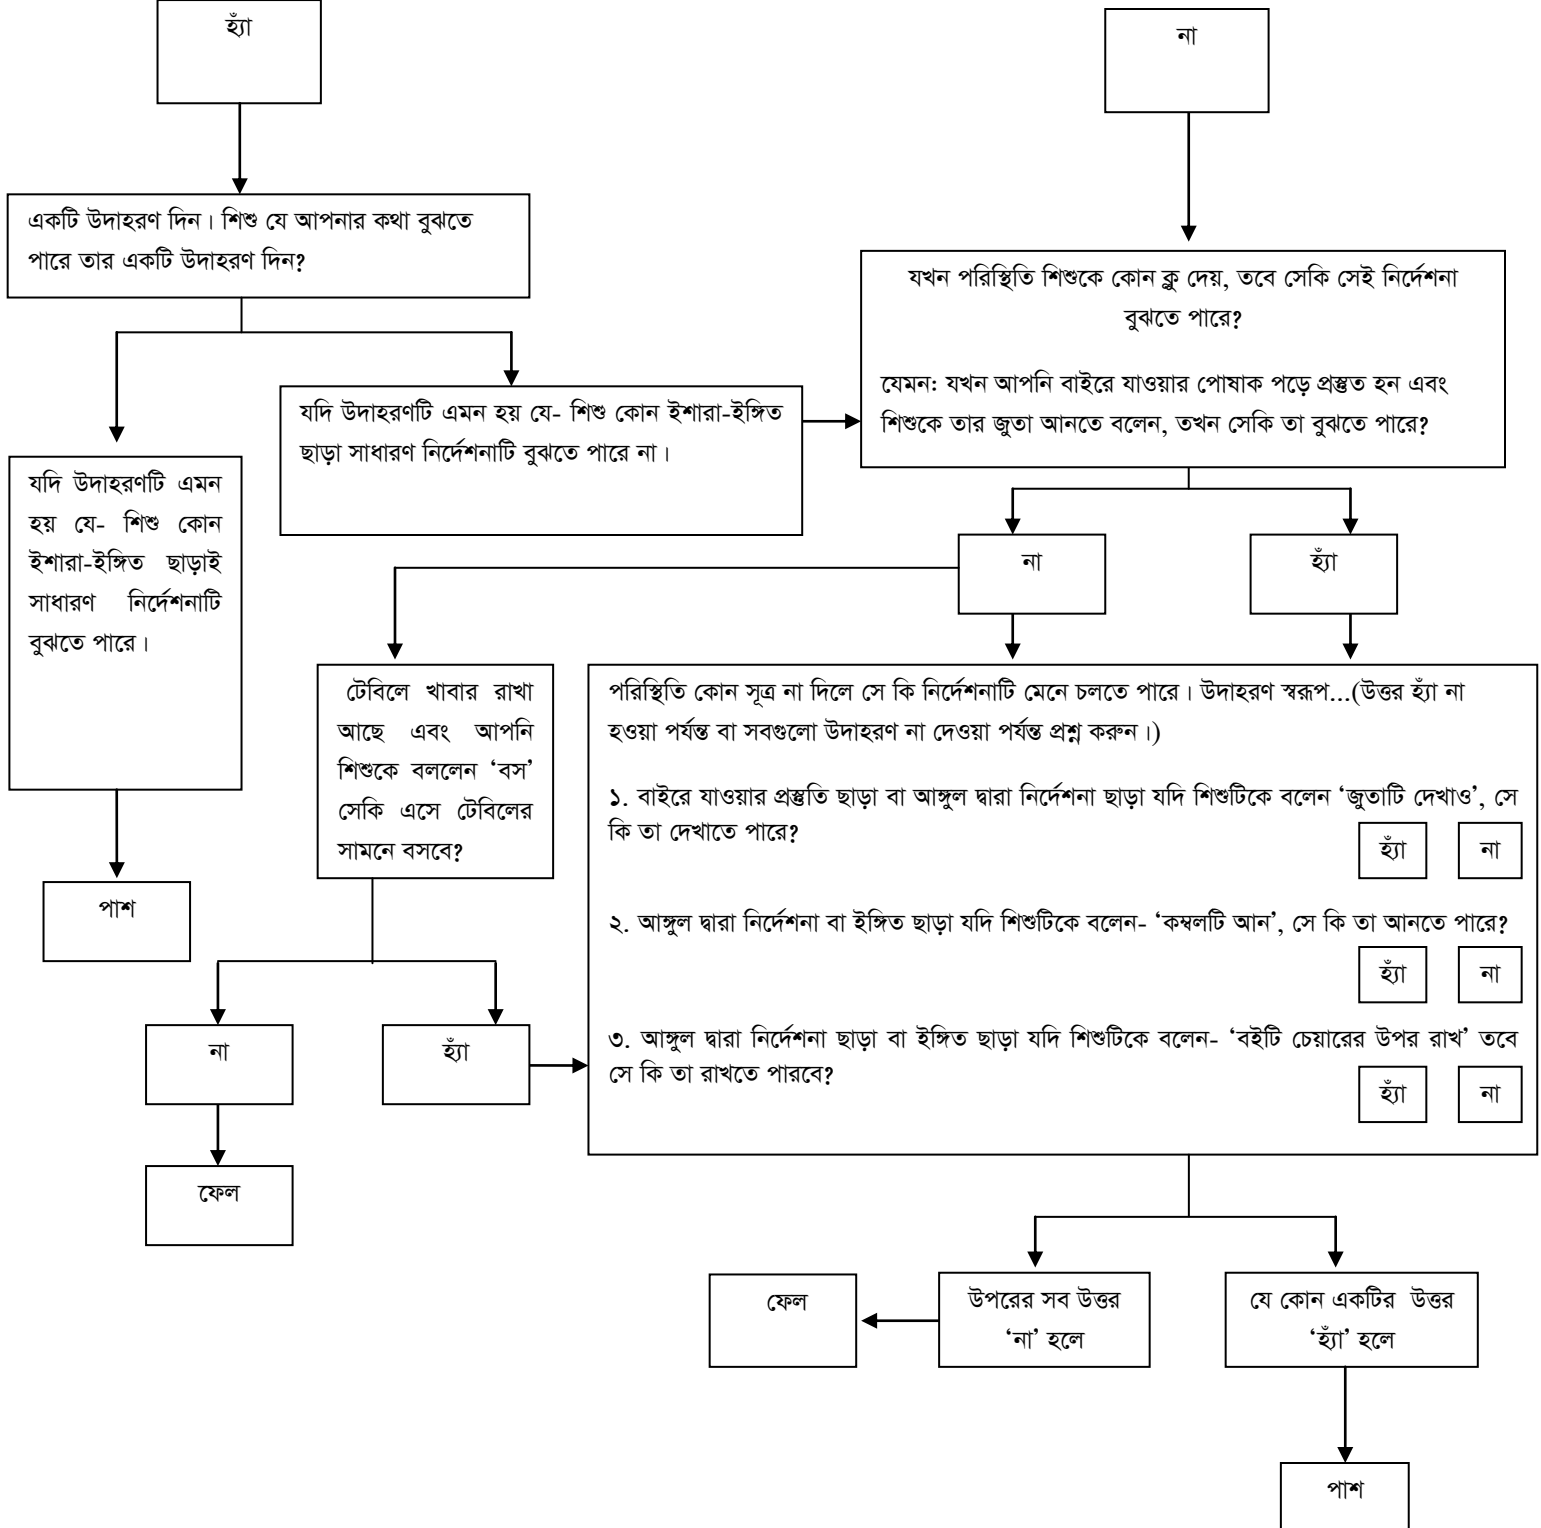 হ্যাঁ
না
একটি উদাহরণ দিন। শিশু যে আপনার কথা বুঝতে
পারে তার একটি উদাহরণ দিন?
যখন পরিস্থিতি শিশুকে কোন ক্লু দেয়, তবে সেকি সেই নির্দেশনা
বুঝতে পারে?
যেমন: যখন আপনি বাইরে যাওয়ার পোষাক পড়ে প্রস্তুত হন এবং
শিশুকে তার জুতা আনতে বলেন, তখন সেকি তা বুঝতে পারে?
যদি উদাহরণটি এমন হয় যে- শিশু কোন ইশারা-ইঙ্গিত
ছাড়া সাধারণ নির্দেশনাটি বুঝতে পারে না।
যদি উদাহরণটি এমন
হয় যে- শিশু কোন
ইশারা-ইঙ্গিত ছাড়াই
সাধারণ নির্দেশনাটি
বুঝতে পারে।
না
হ্যাঁ
টেবিলে খাবার রাখা
আছে এবং আপনি
শিশুকে বললেন ‘বস’
সেকি এসে টেবিলের
সামনে বসবে?
পরিস্থিতি কোন সূত্র না দিলে সে কি নির্দেশনাটি মেনে চলতে পারে। উদাহরণ স্বরূপ...(উত্তর হ্যাঁ না
হওয়া পর্যন্ত বা সবগুলো উদাহরণ না দেওয়া পর্যন্ত প্রশ্ন করুন।)
১. বাইরে যাওয়ার প্রস্তুতি ছাড়া বা আঙ্গুল দ্বারা নির্দেশনা ছাড়া যদি শিশুটিকে বলেন ‘জুতাটি দেখাও’, সে
কি তা দেখাতে পারে?
হ্যাঁ না
২. আঙ্গুল দ্বারা নির্দেশনা বা ইঙ্গিত ছাড়া যদি শিশুটিকে বলেন- ‘কম্বলটি আন’, সে কি তা আনতে পারে?
হ্যাঁ না
৩. আঙ্গুল দ্বারা নির্দেশনা ছাড়া বা ইঙ্গিত ছাড়া যদি শিশুটিকে বলেন- ‘বইটি চেয়ারের উপর রাখ’ তবে
সে কি তা রাখতে পারবে?
হ্যাঁ না
পাশ
না
হ্যাঁ
ফেল
ফেল
উপরের সব উত্তর
‘না’ হলে
যে কোন একটির উত্তর
‘হ্যাঁ’ হলে
পাশ